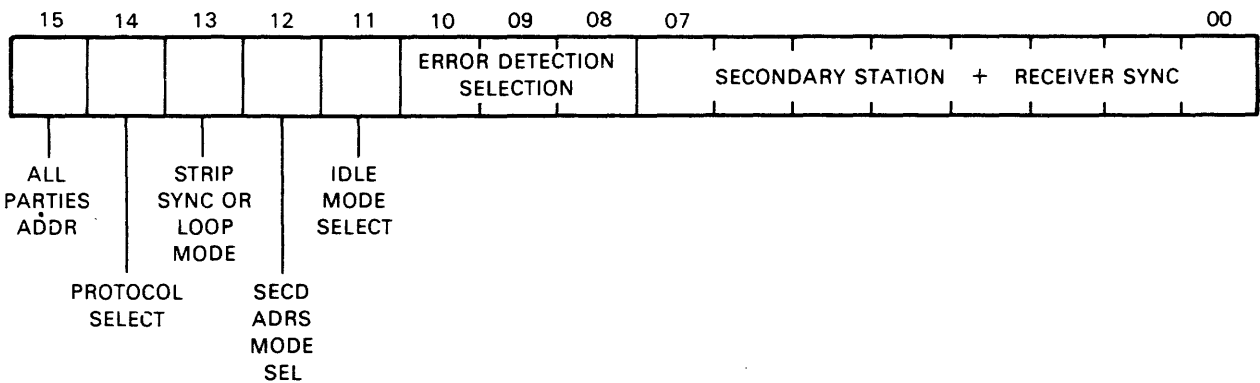 15 14 13 12 11 10 09 08 07 00
ERROR DETECTION
SELECTION
SECONDARY STATION + RECEIVER SYNC
ALL
PARTIES
ADDR
STRIP
SYNC OR
LOOP
MODE
IDLE
MODE
SELECT
PROTOCOL
SELECT
SECD
ADRS
MODE
SEL